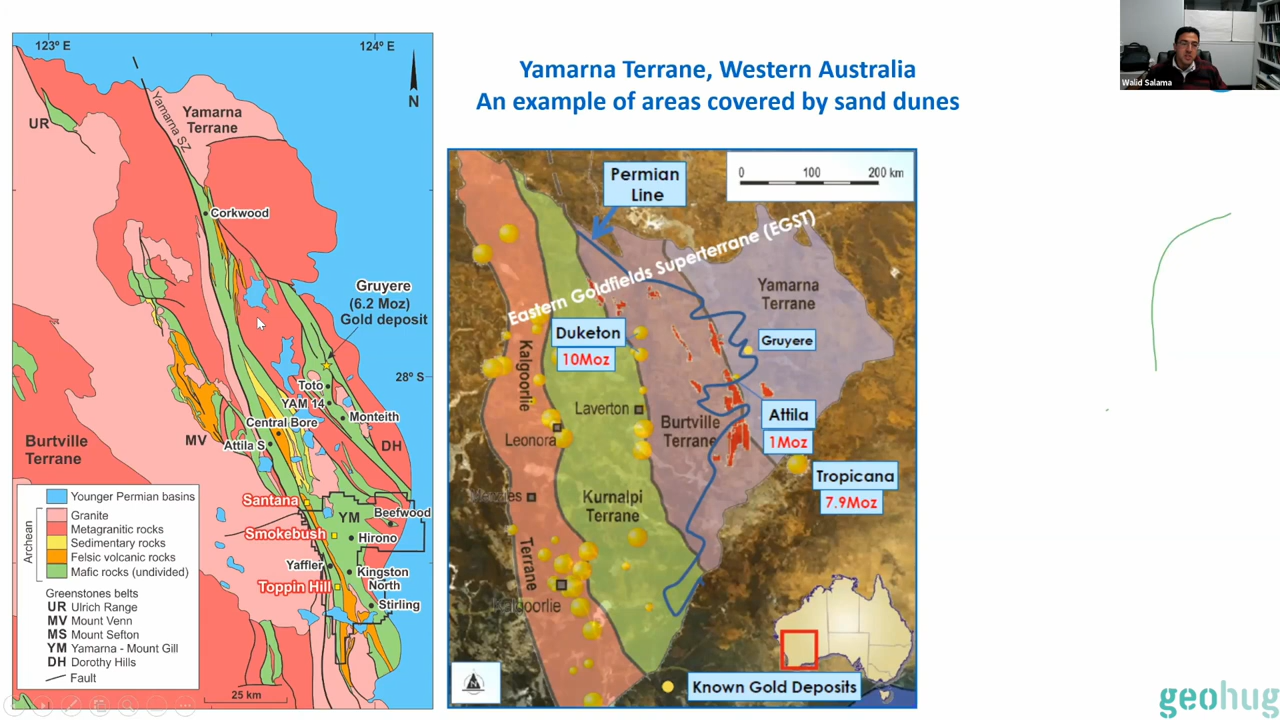 Yamarna Terrane, Western Australia
An example of areas covered by sand dunes
Walid Salama
123° E
124° E
N
UR
Yamarna SZ
Yamarna
Terrane
Corkwood
Gruyere
(6.2 Moz)
Gold deposit
28° S
Toto
YAM 14
Monteith
Central Bore
MV
Attila S
DH
Burtville
Terrane
Santana
YM
Beefwood
Smokebush
Hirono
Yaffler
Kingston
North
Toppin Hill
Stirling
Younger Permian basins
Archean
Granite
Metagranitic rocks
Sedimentary rocks
Felsic volcanic rocks
Mafic rocks (undivided)
Greenstones belts
UR Ulrich Range
MV Mount Venn
MS Mount Sefton
YM Yamarna - Mount Gill
DH Dorothy Hills
Fault
25 km
Permian
Line
0 100 200 km
Eastern Goldfields Superterrane (EGST)
Yamarna
Terrane
Duketon
10Moz
Gruyere
Kalgoorlie
Laverton
Attila
1Moz
Burtville
Terrane
Leonora
Tropicana
7.9Moz
Menzies
Kurnalpi
Terrane
Terrane
Kalgoorlie
N
Known Gold Deposits
geohug